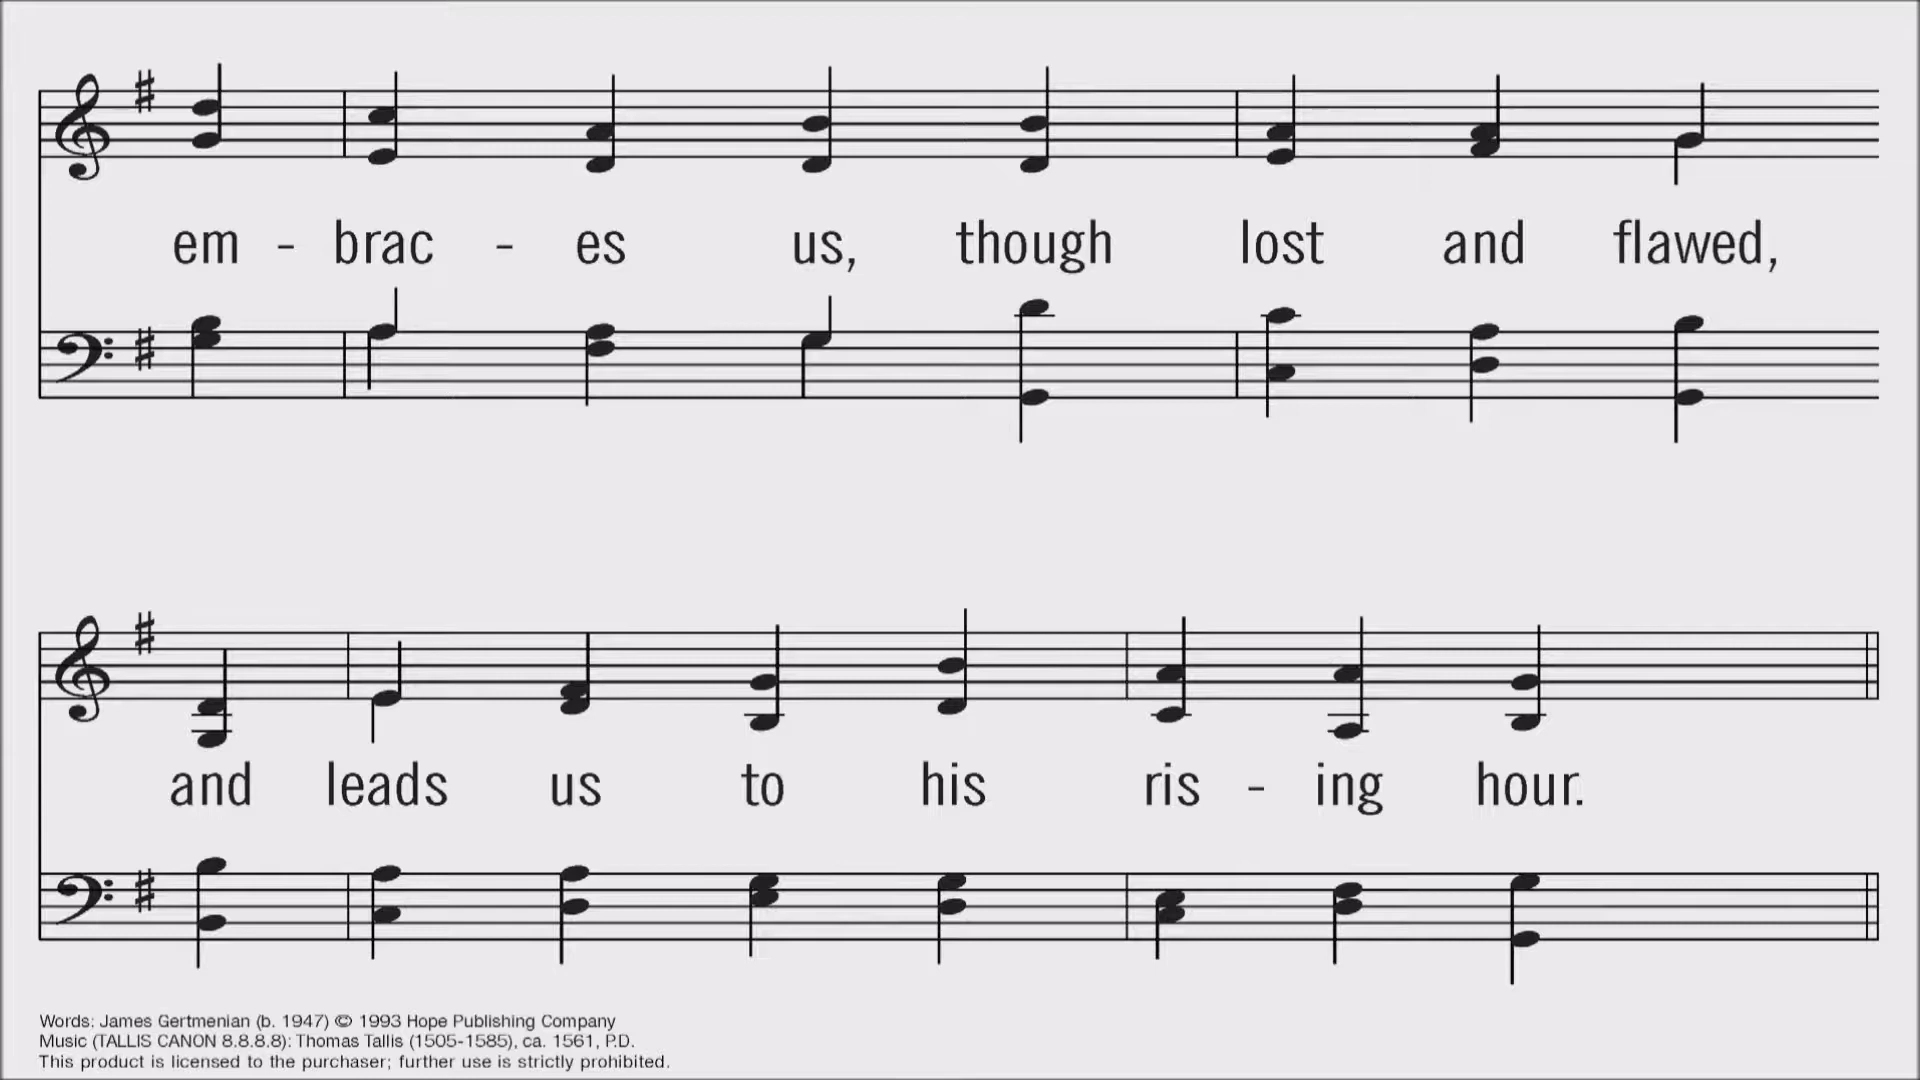 em - brac - es us, though lost and flawed,
and leads us to his ris - ing hour.
Words: James Gertmenian (b. 1947) © 1993 Hope Publishing Company
Music (TALLIS CANON 8.8.8.8): Thomas Tallis (1505-1585), ca. 1561, P.D.
This product is licensed to the purchaser; further use is strictly prohibited.